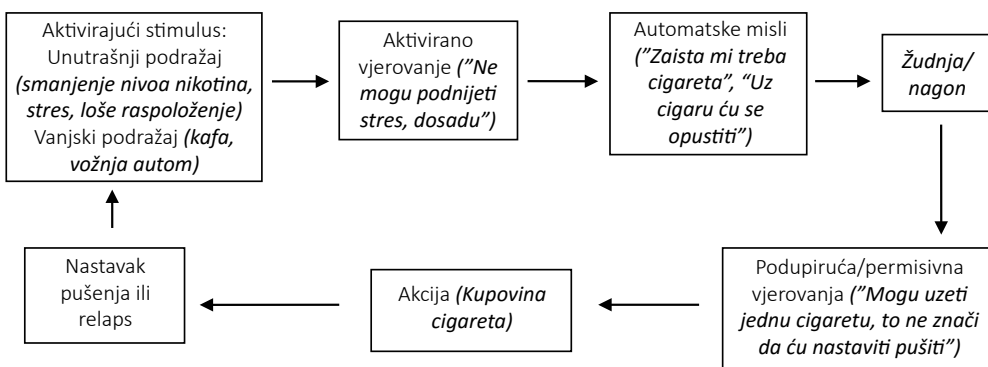 Aktivirajući stimulus:
Unutrašnji podražaj
(smanjenje nivoa nikotina,
stres, loše raspoloženje)
Vanjski podražaj (kafa,
vožnja autom)
Aktivirano
vjerovanje (”Ne
mogu podnijeti
stres, dosadu”)
Automatske misli
(”Zaista mi treba
cigareta”, “Uz
cigaru ću se
opustiti”)
Žudnja/
nagon
Podupiruća/permisivna
vjerovanja (”Mogu uzeti
jednu cigaretu, to ne znači
da ću nastaviti pušiti”)
Akcija (Kupovina
cigareta)
Nastavak
pušenja ili
relaps